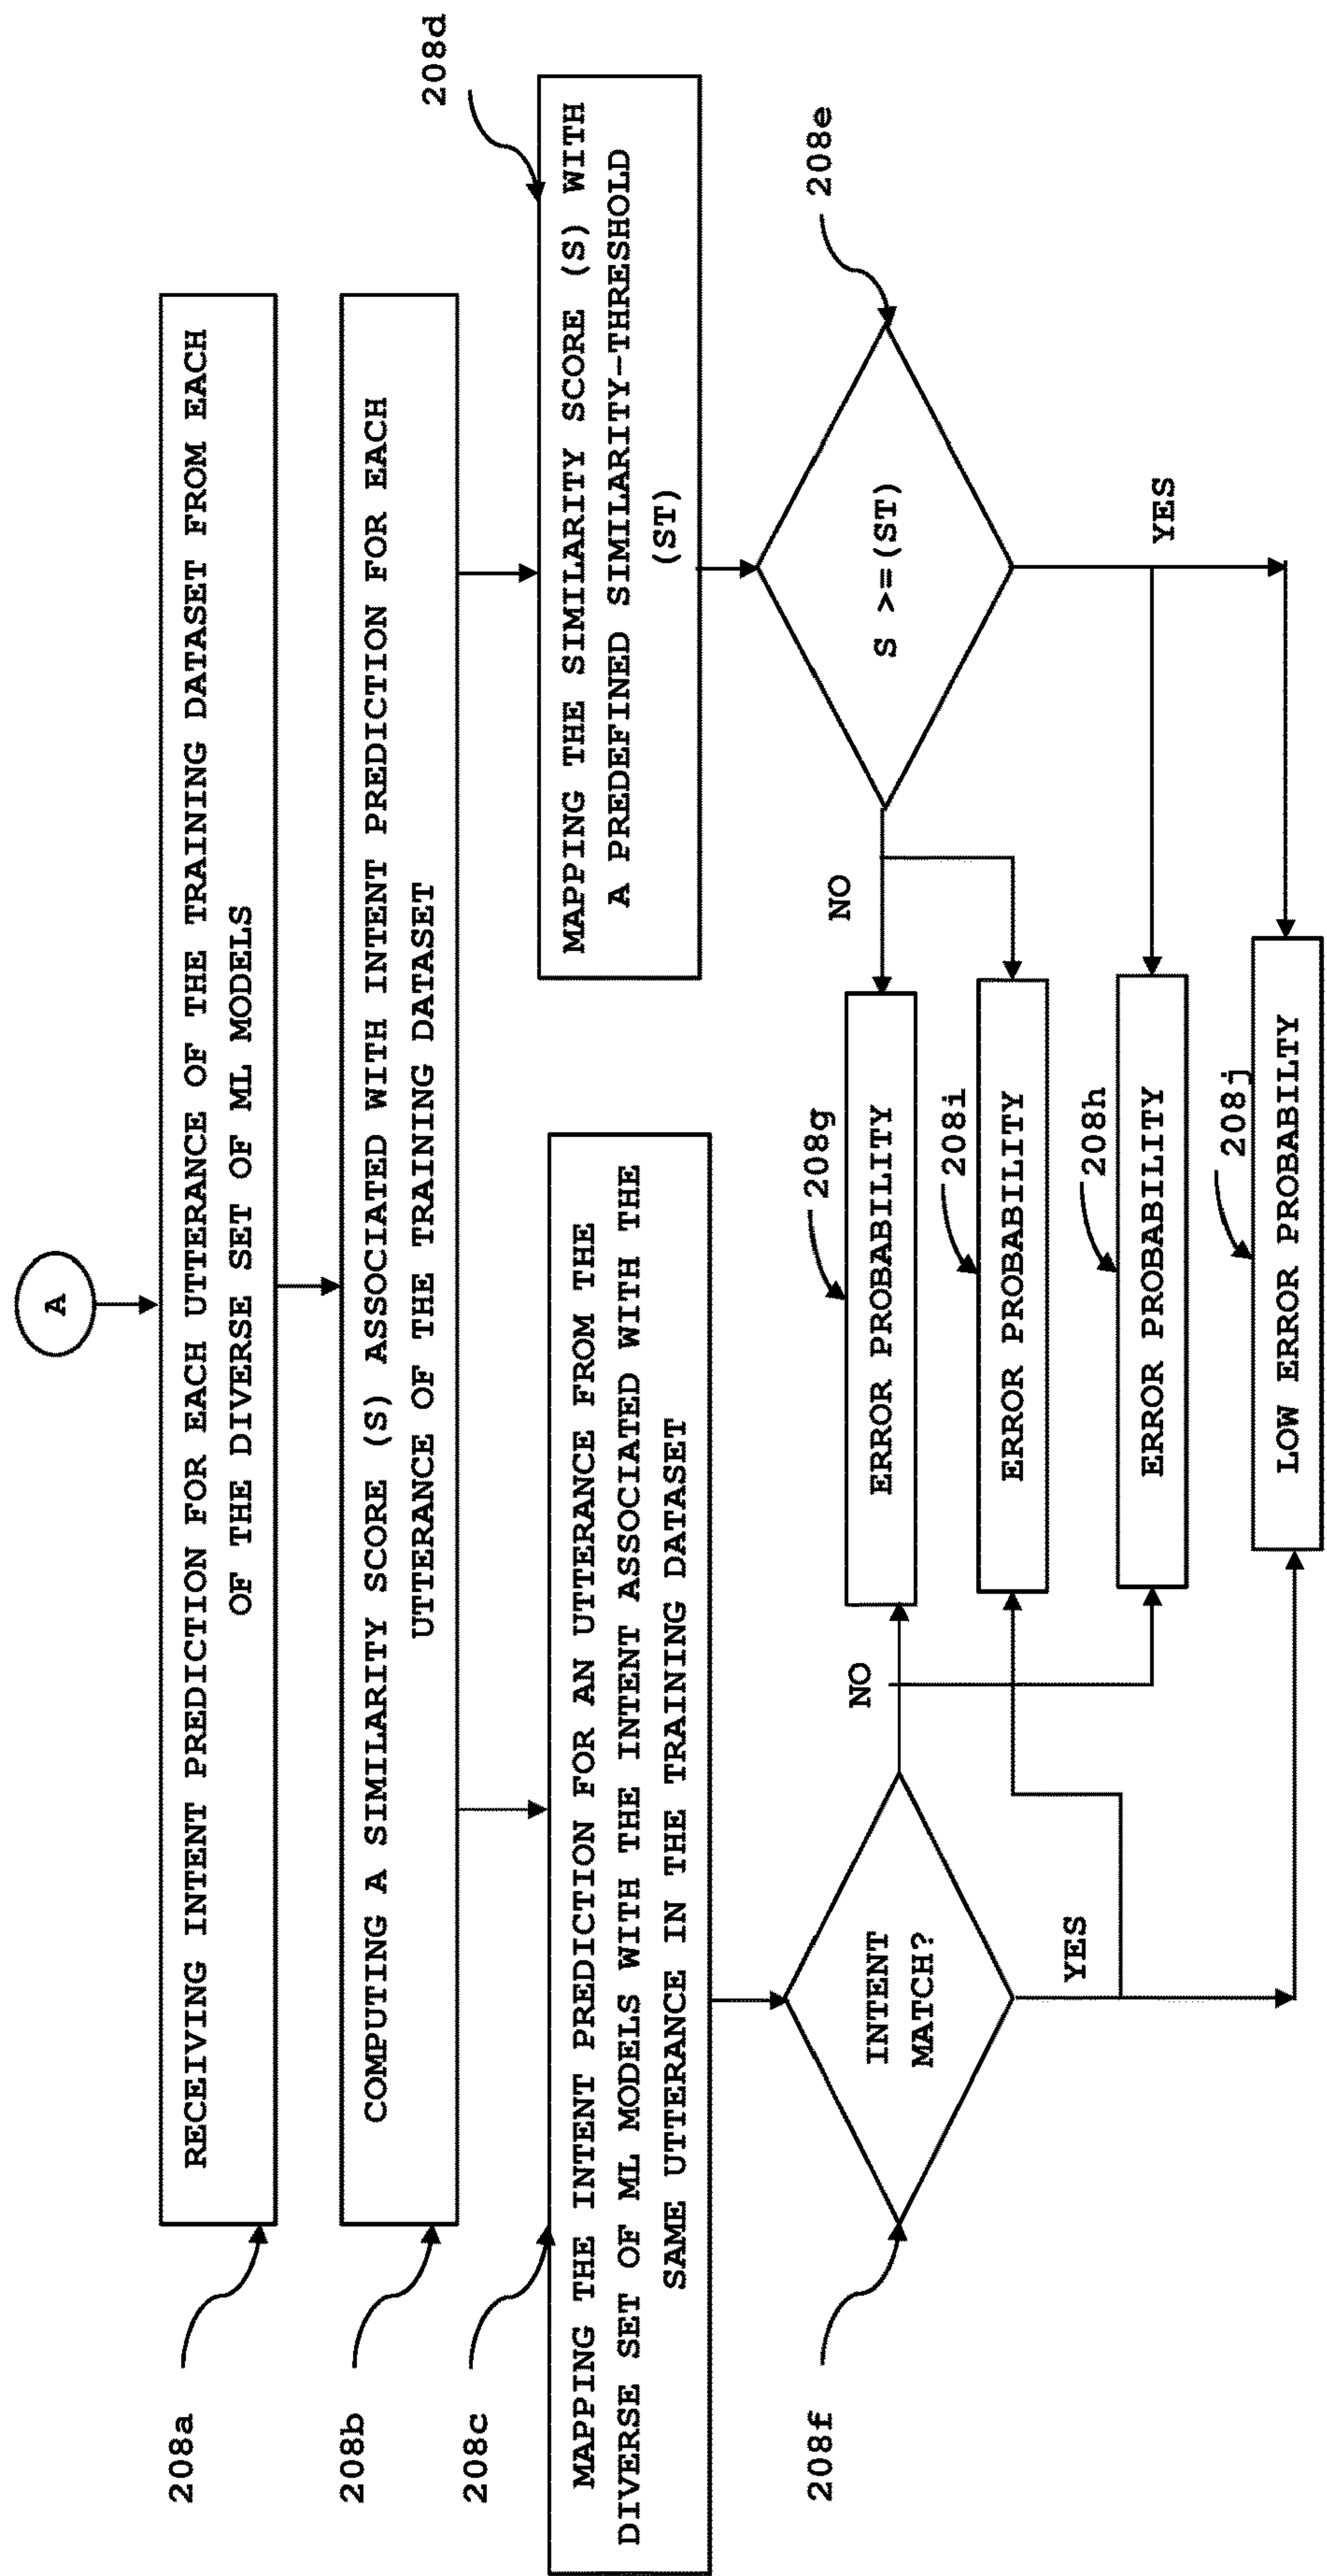 A
208a
RECEIVING INTENT PREDICTION FOR EACH UTTERANCE OF THE TRAINING DATASET FROM EACH
OF THE DIVERSE SET OF ML MODELS
208b
COMPUTING A SIMILARITY SCORE (S) ASSOCIATED WITH INTENT PREDICTION FOR EACH
UTTERANCE OF THE TRAINING DATASET
208c
MAPPING THE INTENT PREDICTION FOR AN UTTERANCE FROM THE
DIVERSE SET OF ML MODELS WITH THE INTENT ASSOCIATED WITH THE
SAME UTTERANCE IN THE TRAINING DATASET
208d
MAPPING THE SIMILARITY SCORE (S) WITH
A PREDEFINED SIMILARITY-THRESHOLD
(ST)
208f
INTENT
MATCH?
NO
YES
208e
S >=(ST)
NO
YES
208g
ERROR PROBABILITY
208i
ERROR PROBABILITY
208h
ERROR PROBABILITY
208j
LOW ERROR PROBABILTY